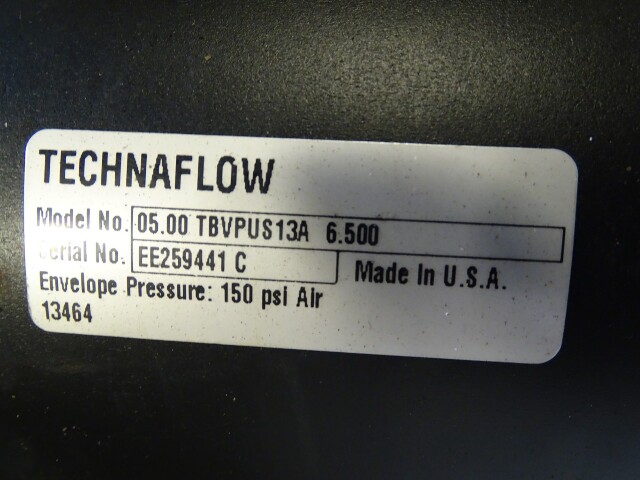 TECHNAFLOW
Model No. 05.00 TBVPUS13A 6.500
Serial No. EE259441 C
Made In U.S.A.
Envelope Pressure: 150 psi Air
13464